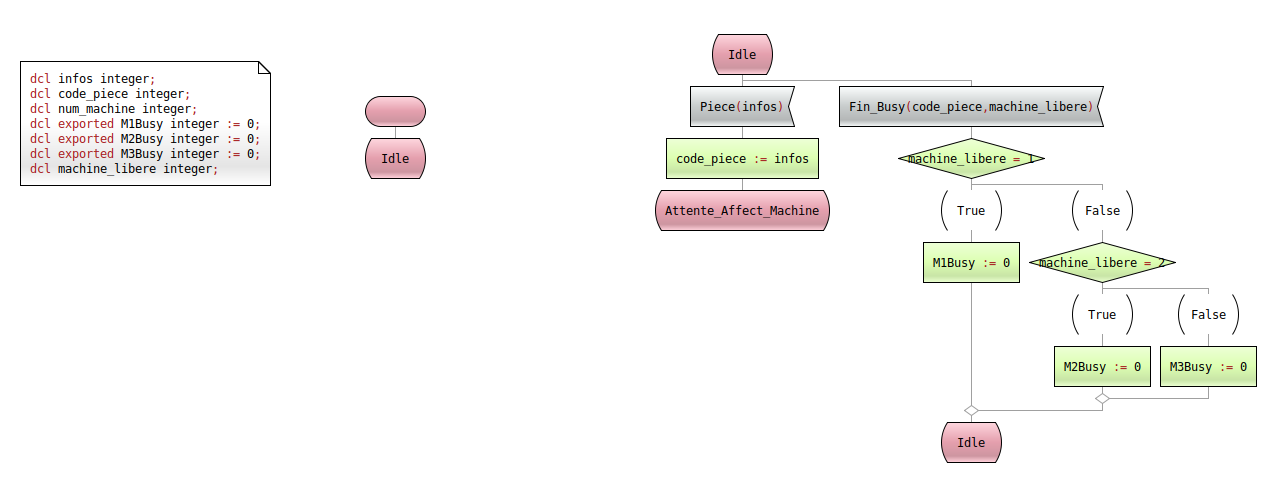 dcl infos integer;
dcl code_piece integer;
dcl num_machine integer;
dcl exported M1Busy integer := 0;
dcl exported M2Busy integer := 0;
dcl exported M3Busy integer := 0;
dcl machine_libere integer;
Idle
Idle
Piece(infos)
Fin_Busy(code_piece,machine_libere)
code_piece := infos
machine_libere = 1
Attente_Affect_Machine
True
False
M1Busy := 0
machine_libere = 2
True
False
M2Busy := 0
M3Busy := 0
Idle